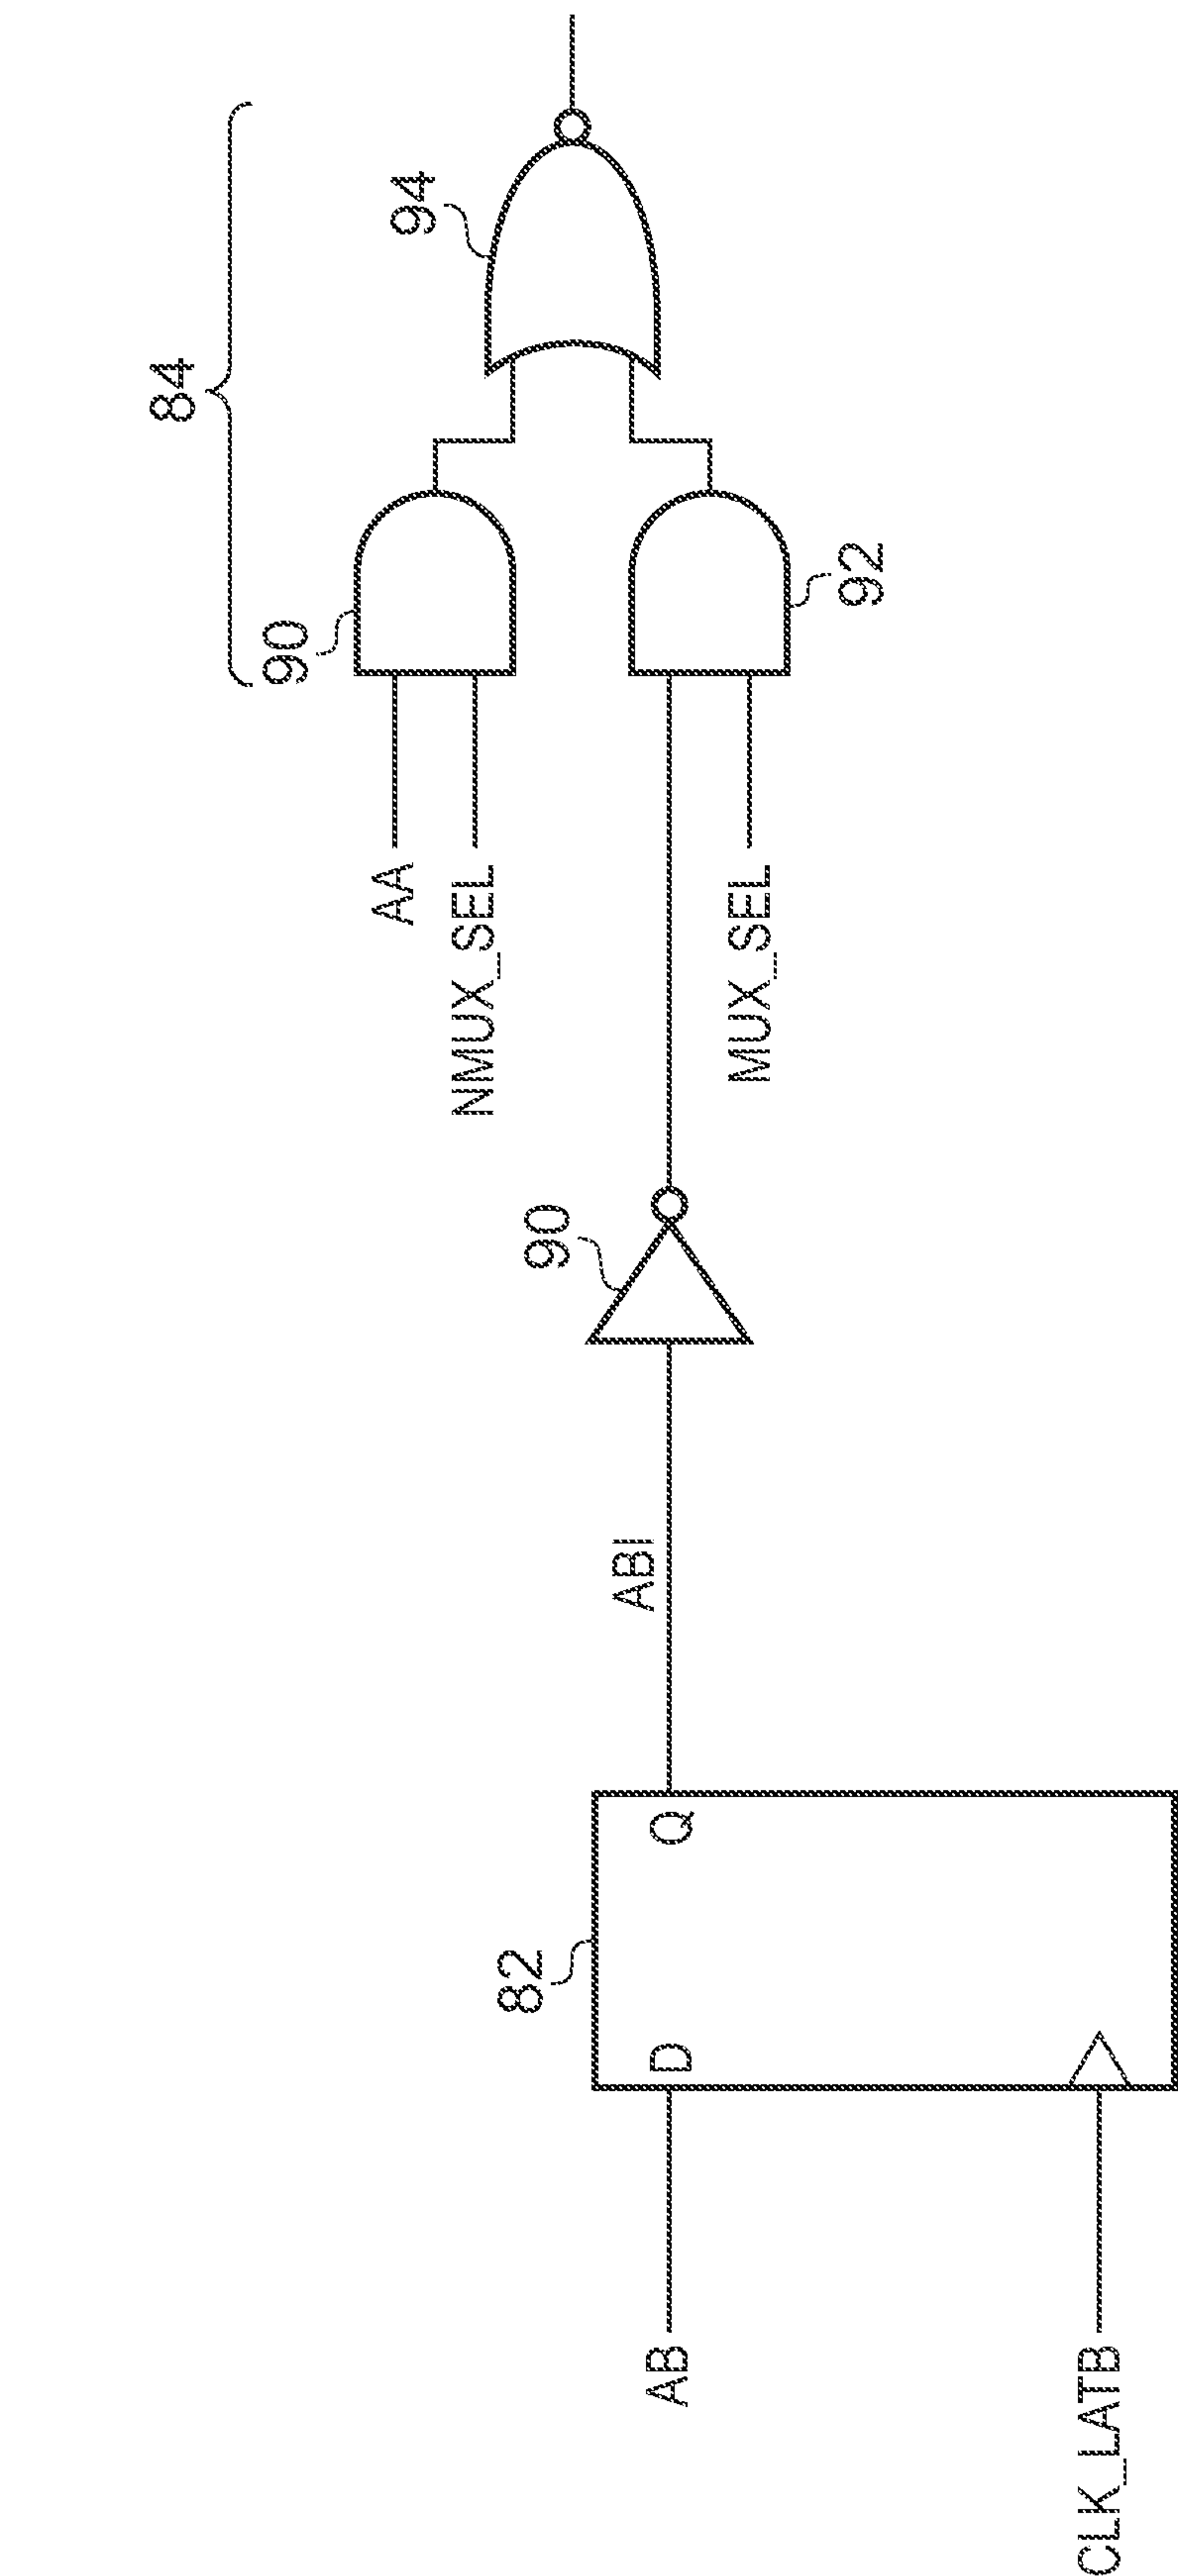 84
94
90
92
AA
NMUX_SEL
MUX_SEL
90
ABI
82
D
Q
AB
CLK_LATB